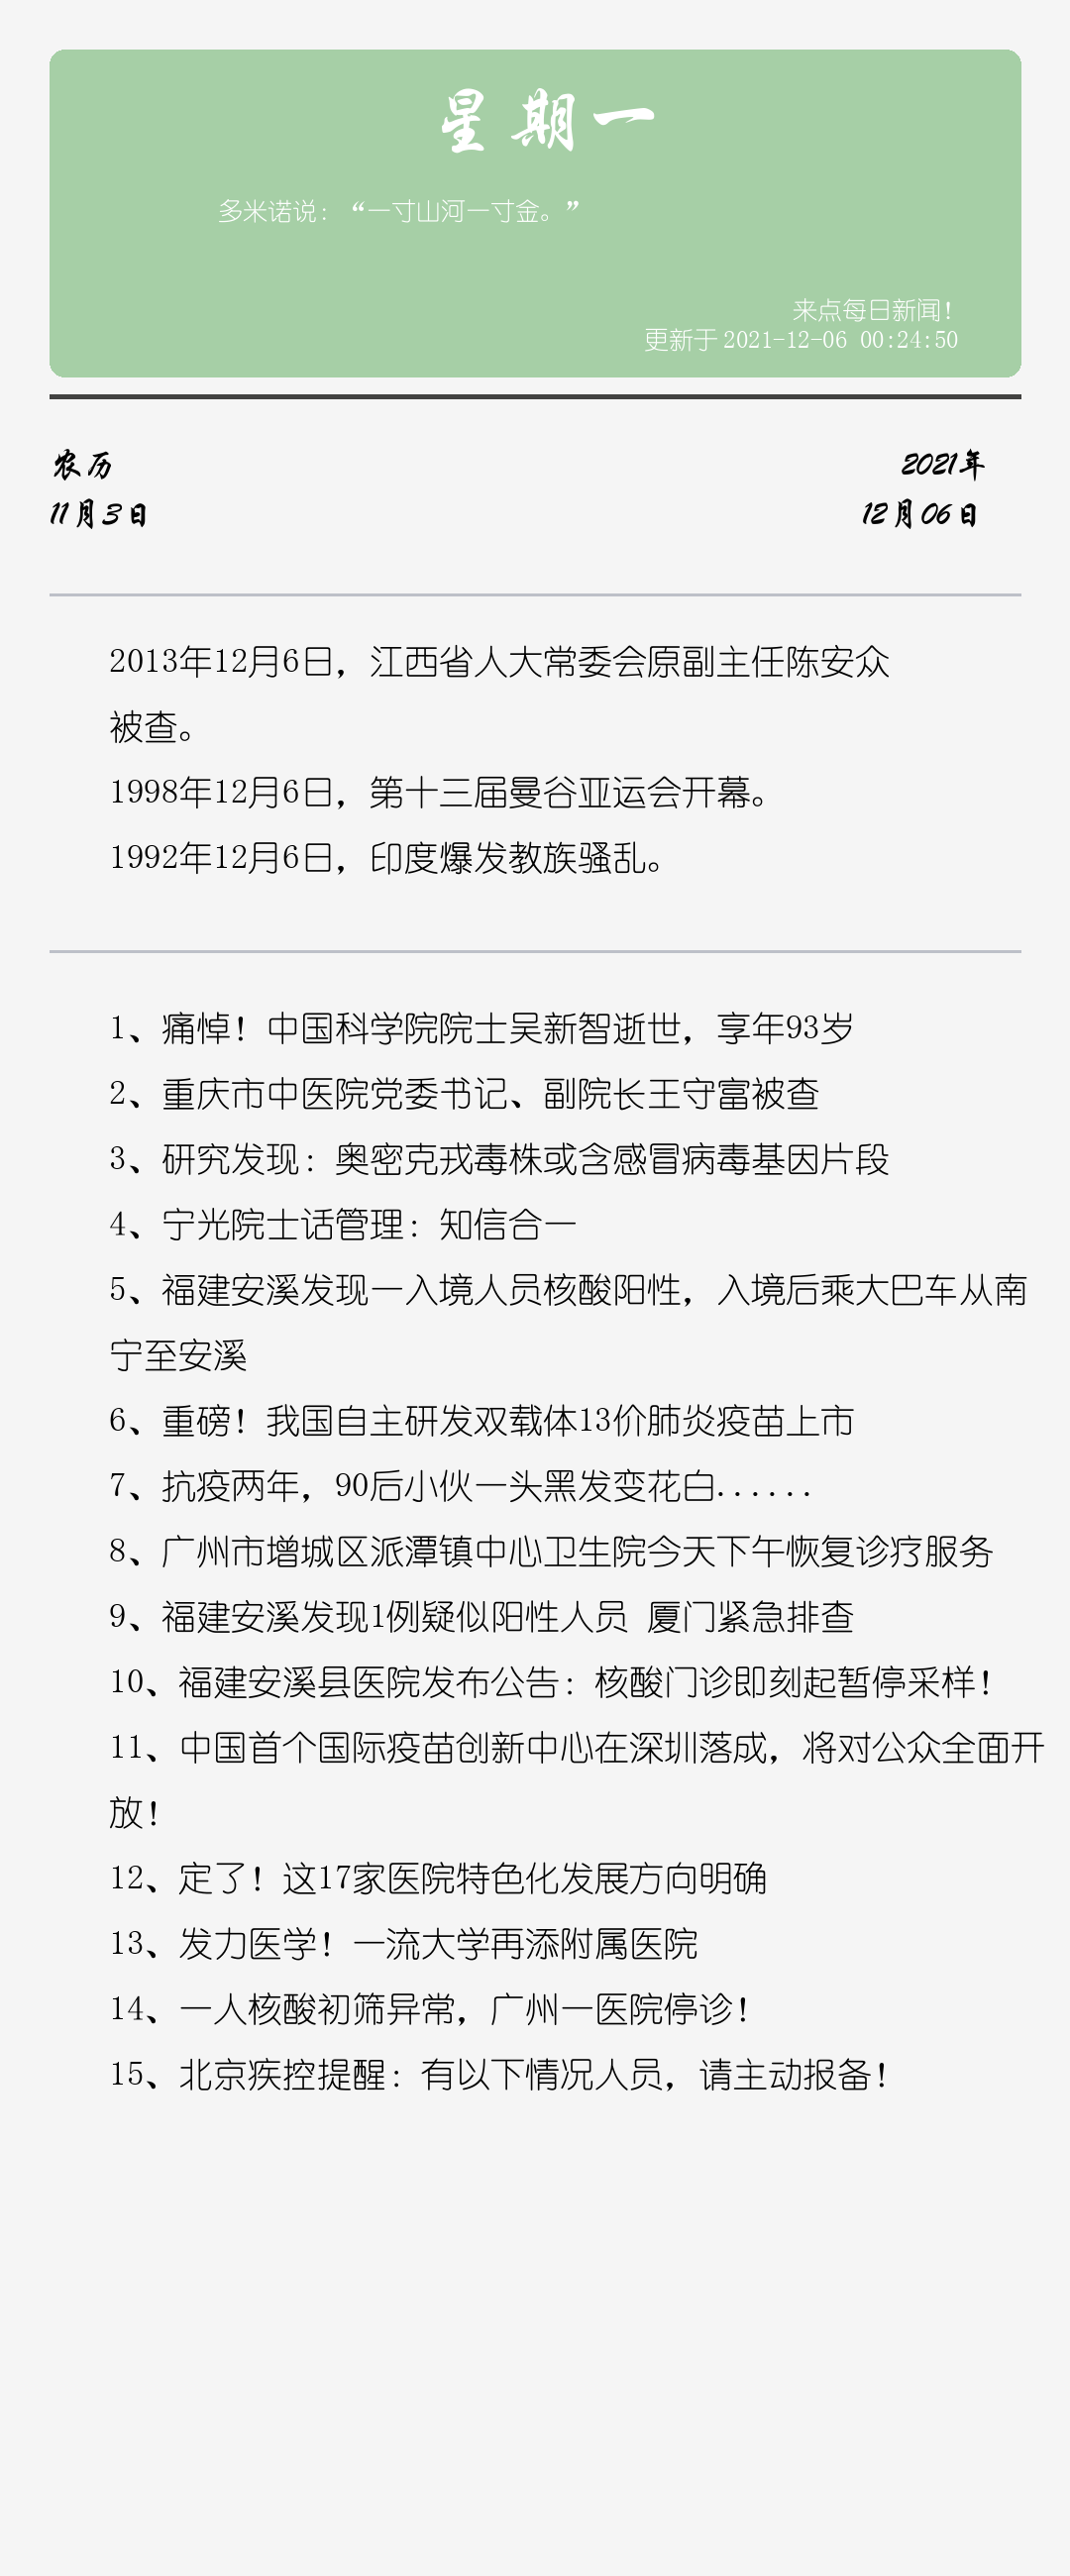 星期一
多米诺说：“一寸山河一寸金。”
来点每日新闻！
更新于 2021-12-06 00:24:50
农历
2021年
11月3日
12月06日
2013年12月6日，江西省人大常委会原副主任陈安众
被查。
1998年12月6日，第十三届曼谷亚运会开幕。
1992年12月6日，印度爆发教族骚乱。
1、痛悼！中国科学院院士吴新智逝世，享年93岁
2、重庆市中医院党委书记、副院长王守富被查
3、研究发现：奥密克戎毒株或含感冒病毒基因片段
4、宁光院士话管理：知信合一
5、福建安溪发现一入境人员核酸阳性，入境后乘大巴车从南
宁至安溪
6、重磅！我国自主研发双载体13价肺炎疫苗上市
7、抗疫两年，90后小伙一头黑发变花白......
8、广州市增城区派潭镇中心卫生院今天下午恢复诊疗服务
9、福建安溪发现1例疑似阳性人员 厦门紧急排查
10、福建安溪县医院发布公告：核酸门诊即刻起暂停采样！
11、中国首个国际疫苗创新中心在深圳落成，将对公众全面开
放！
12、定了！这17家医院特色化发展方向明确
13、发力医学！一流大学再添附属医院
14、一人核酸初筛异常，广州一医院停诊！
15、北京疾控提醒：有以下情况人员，请主动报备！